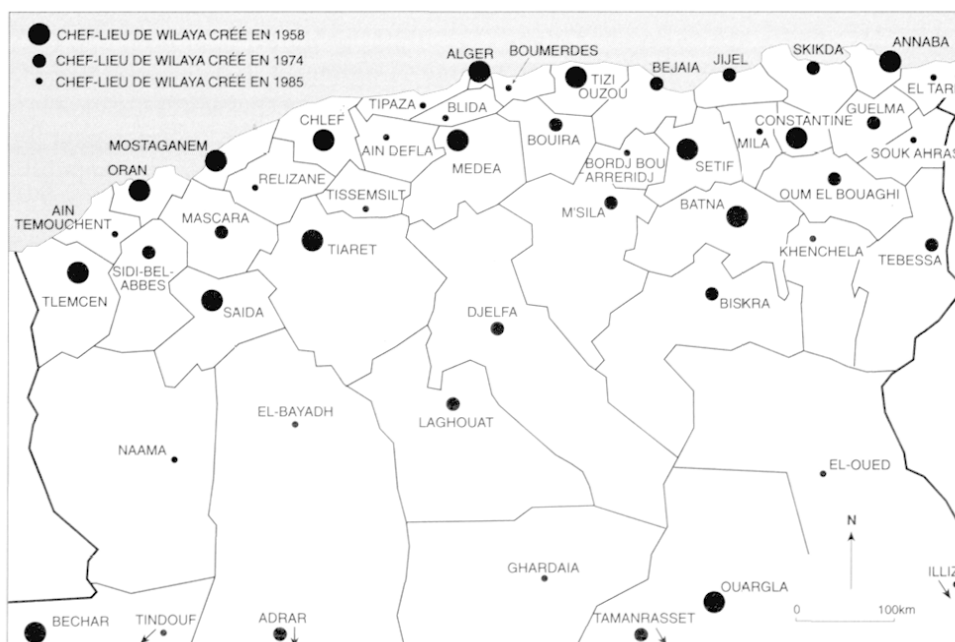 CHEF-LIEU DE WILAYA CRÉÉ EN 1958
CHEF-LIEU DE WILAYA CRÉÉ EN 1974
CHEF-LIEU DE WILAYA CRÉÉ EN 1985
ALGER
BOUMERDES
TIZI
OUZOU
BEJAIA
JIJEL
SKIKDA
ANNABA
EL TARF
TIPAZA
BLIDA
CHLEF
AIN DEFLA
MEDEA
BOUIRA
BORDJ BOU
-ARRERIDJ
SETIF
MILA
CONSTANTINE
GUELMA
SOUK AHRAS
MOSTAGANEM
ORAN
RELIZANE
TISSEMSILT
M'SILA
BATNA
OUM EL BOUAGHI
AIN
TEMOUCHENT
MASCARA
TIARET
KHENCHELA
TEBESSA
TLEMCEN
SIDI-BEL-
ABBES
SAIDA
DJELFA
BISKRA
EL-BAYADH
LAGHOUAT
NAAMA
EL-OUED
GHARDAIA
N
ILLIZ
OUARGLA
0 100km
BECHAR
TINDOUF
ADRAR
TAMANRASSET